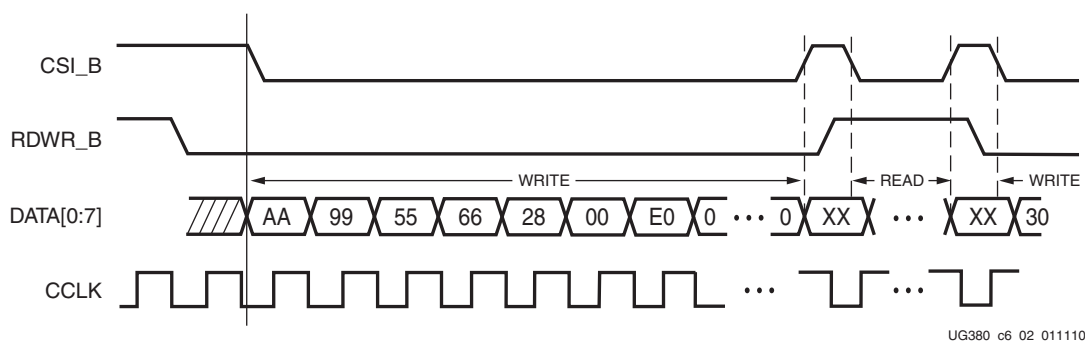 CSI_B
RDWR_B
WRITE READ WRITE
DATA[0:7] AA 99 55 66 28 00 E0 0 ••• 0 XX ••• XX 30
CCLK ••• •••
UG380_c6_02_011110